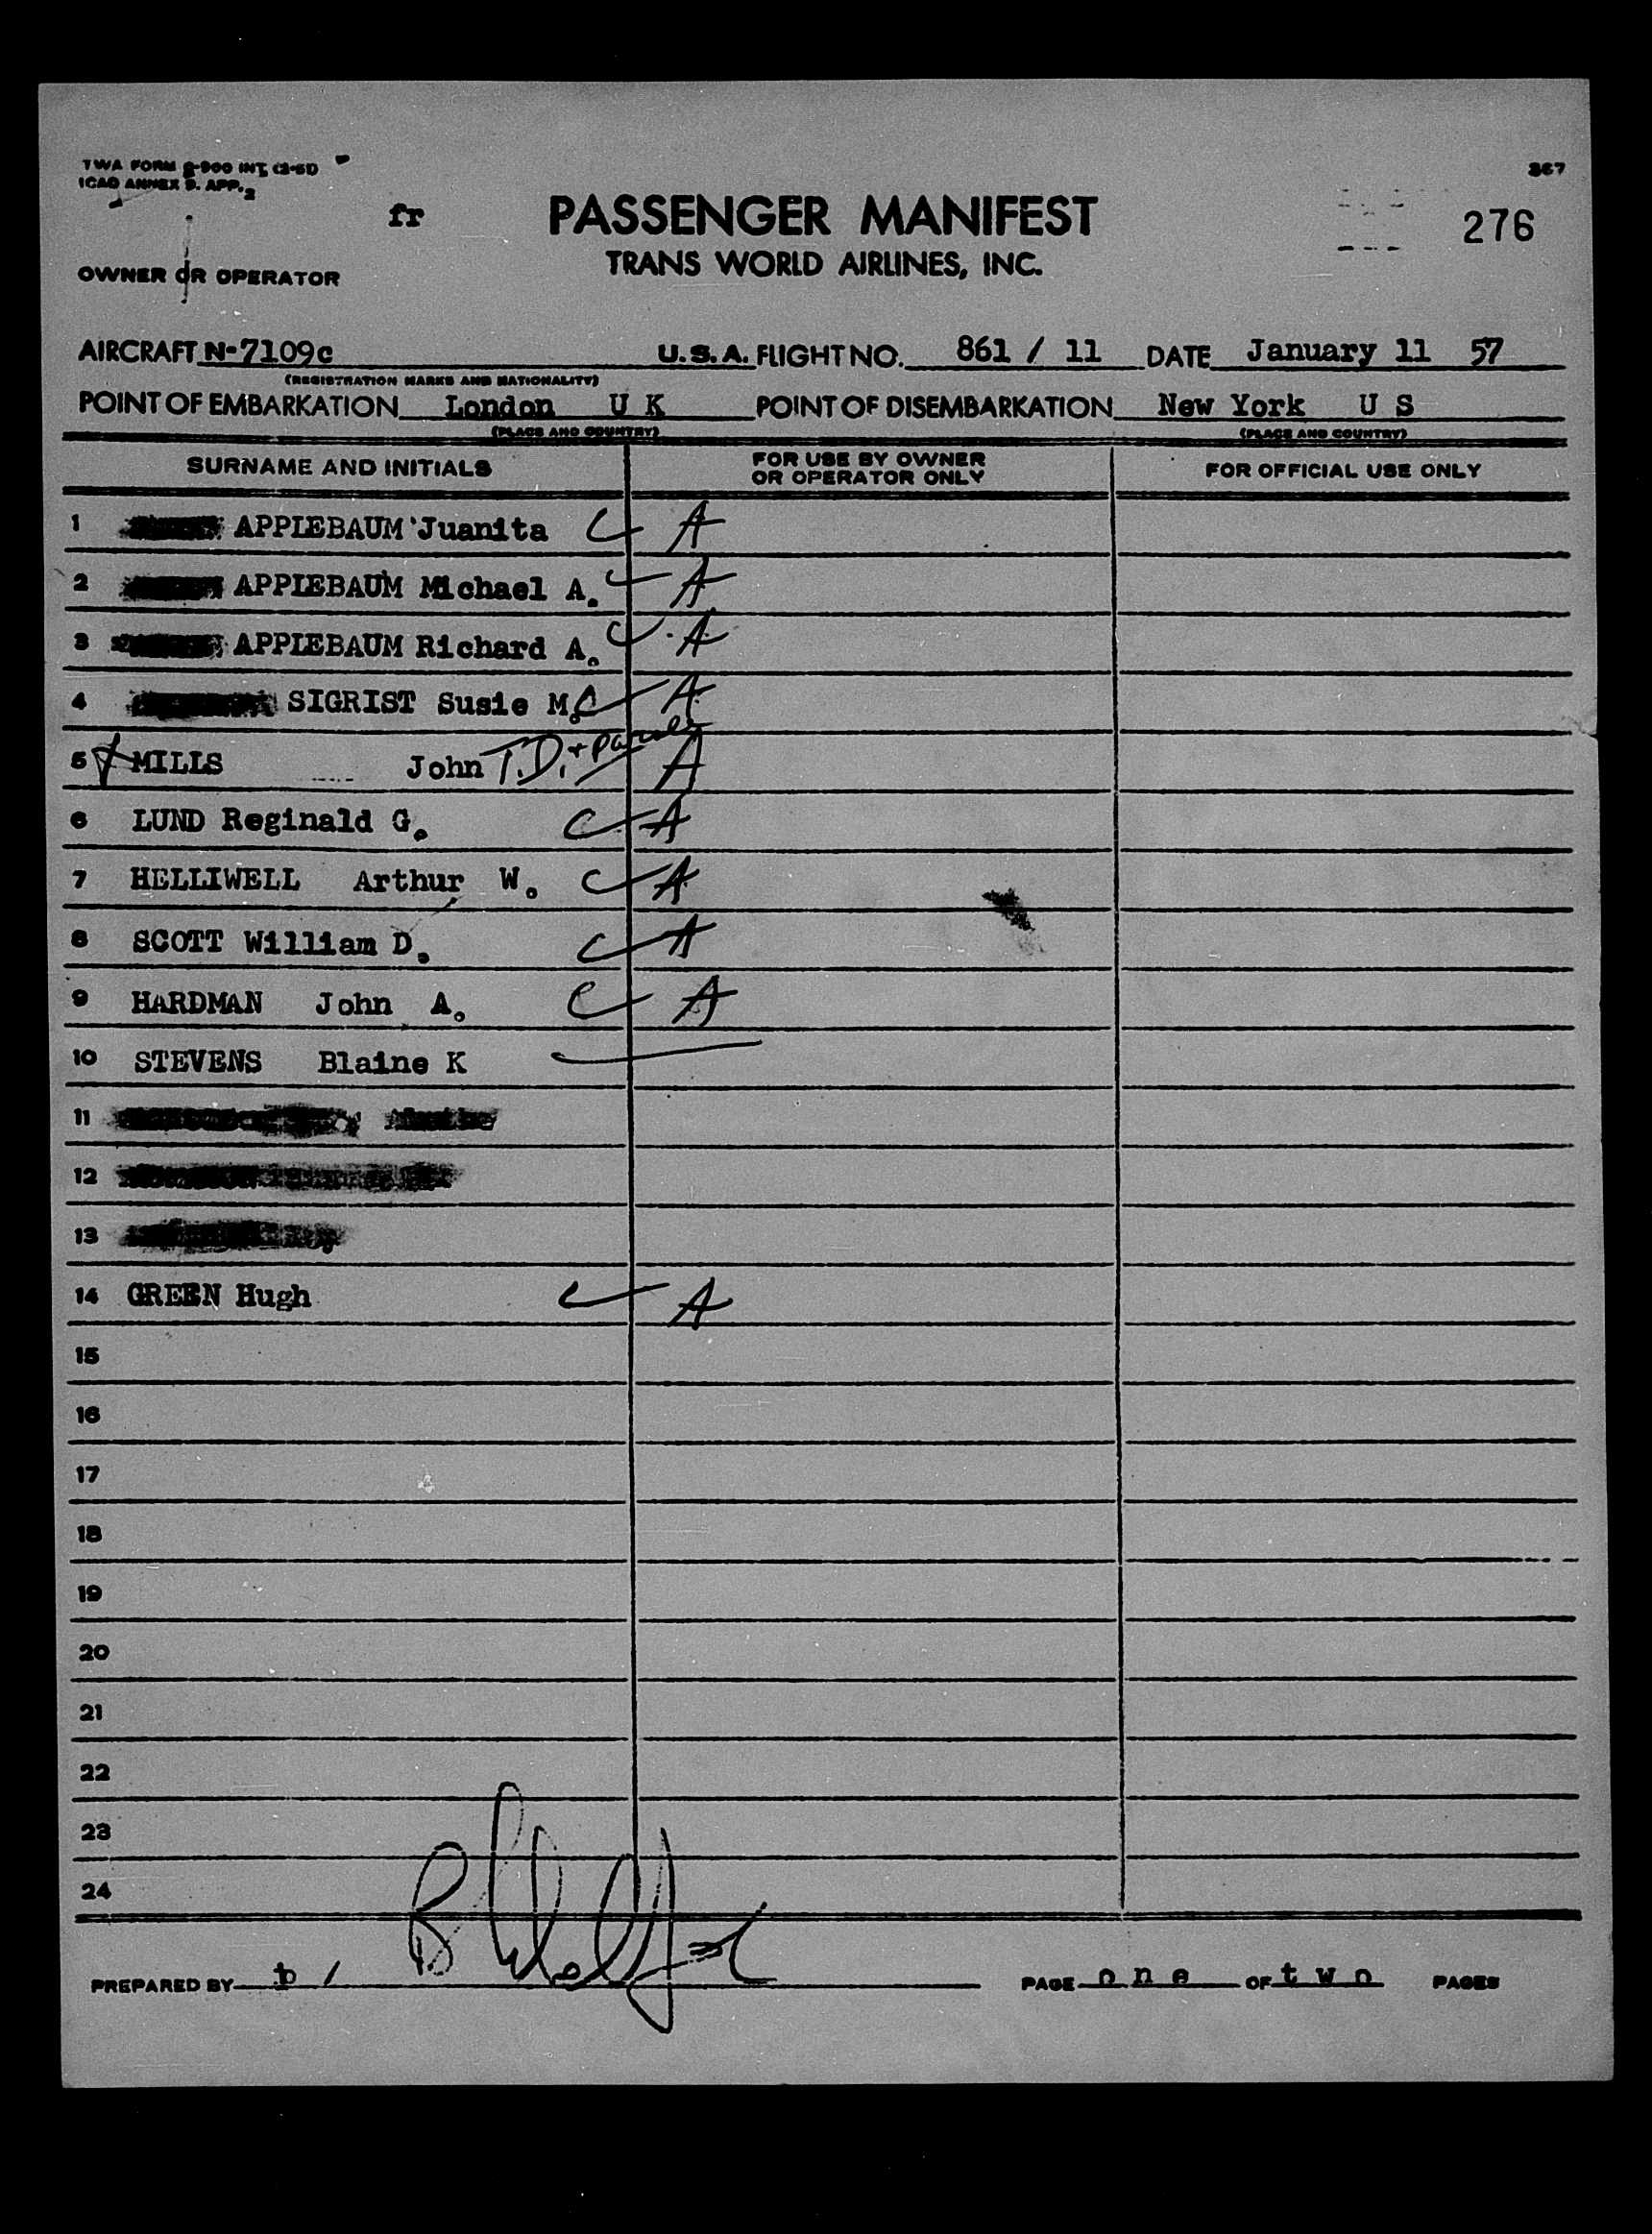 TWA FORM S-900 INT. (3-51)
ICAO ANNEX 9. APP. 2
367
fr
PASSENGER MANIFEST
276
TRANS WORLD AIRLINES, INC.
OWNER OR OPERATOR
AIRCRAFT N-7109c U.S.A. FLIGHT NO. 861 / 11 DATE January 11 57
(REGISTRATION MARKS AND NATIONALITY)
POINT OF EMBARKATION London U K POINT OF DISEMBARKATION New York U S
(PLACE AND COUNTRY) (PLACE AND COUNTRY)
SURNAME AND INITIALS FOR USE BY OWNER OR OPERATOR ONLY FOR OFFICIAL USE ONLY
1 APPLEBAUM Juanita C A
2 APPLEBAUM Michael A. A
3 APPLEBAUM Richard A. A
4 SIGRIST Susie M. A
5 MILLS John T.D. + A
6 LUND Reginald G. C A
7 HELLIWELL Arthur W. C A
8 SCOTT William D. C A
9 HARDMAN John A. C A
10 STEVENS Blaine K
11
12
13
14 GREEN Hugh A
15
16
17
18
19
20
21
22
23
24
PREPARED BY b / PAGE one OF two PAGES